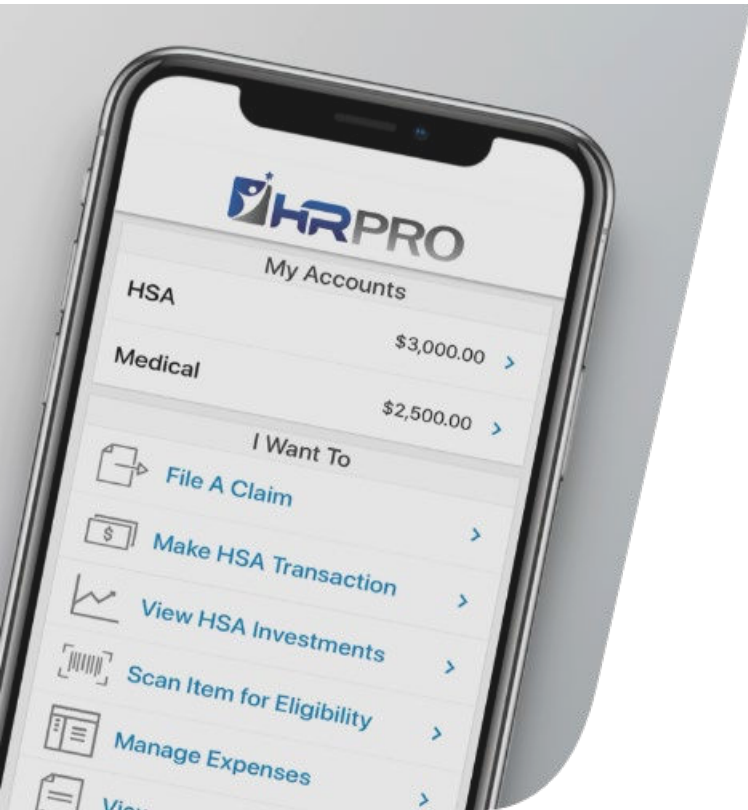 HRPRO
My Accounts
HSA
$3,000.00
Medical
$2,500.00
I Want To
File A Claim
$
Make HSA Transaction
View HSA Investments
Scan Item for Eligibility
Manage Expenses